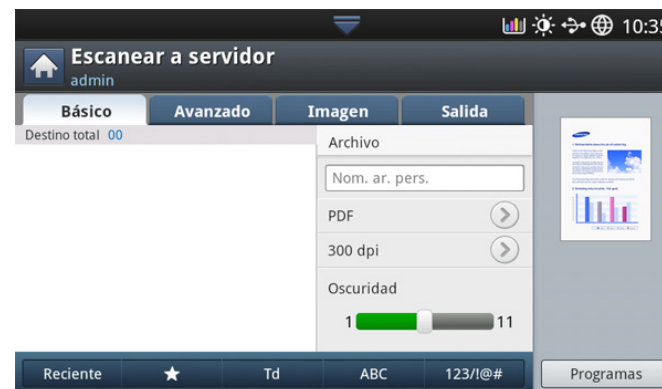 10:35
Escanear a servidor
admin
Básico Avanzado Imagen Salida
Destino total 00
Archivo
Nom. ar. pers.
PDF
300 dpi
Oscuridad
1 11
Reciente ★ Td ABC 123/!@# Programas